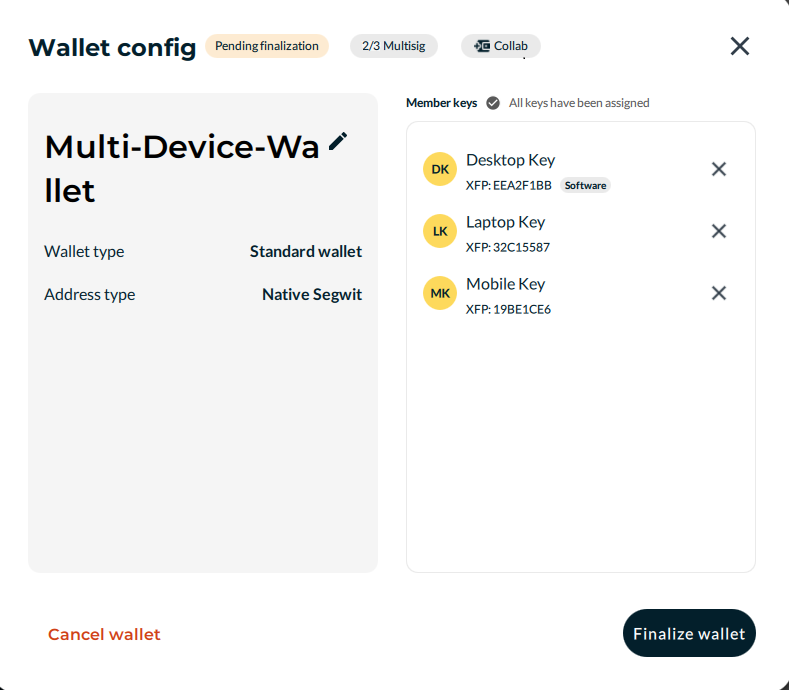 Wallet config
Pending finalization
2/3 Multisig
Collab
Multi-Device-Wa
llet
Wallet type Standard wallet
Address type Native Segwit
Member keys All keys have been assigned
DK
Desktop Key
XFP: EEA2F1BB Software
LK
Laptop Key
XFP: 32C15587
MK
Mobile Key
XFP: 19BE1CE6
Cancel wallet
Finalize wallet